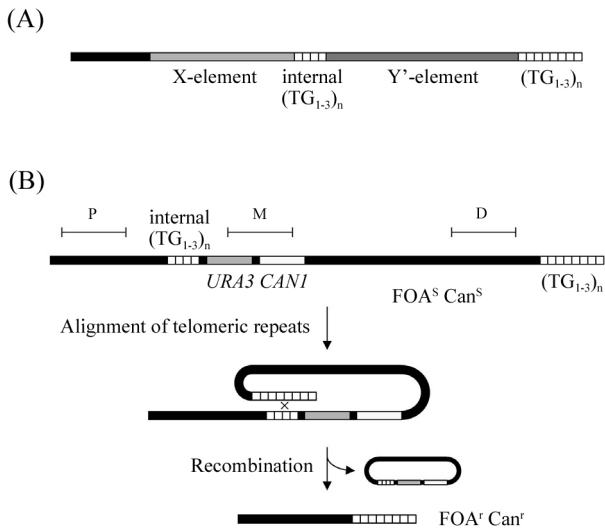 (A)
X-element
internal
(TG₁₋₃)ₙ
Y'-element
(TG₁₋₃)ₙ
(B)
P
internal
(TG₁₋₃)ₙ
M
D
URA3 CAN1
FOAˢ Canˢ
(TG₁₋₃)ₙ
Alignment of telomeric repeats
×
Recombination
FOAʳ Canʳ